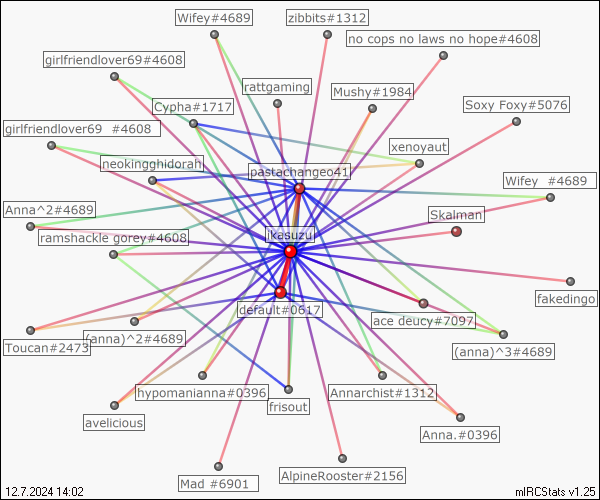 Wifey#4689
zibbits#1312
no cops no laws no hope#4608
girlfriendlover69#4608
rattgaming
Mushy#1984
Cypha#1717
Soxy Foxy#5076
girlfriendlover69 #4608
xenoyaut
neokingghidorah
pastachangeo41
Wifey #4689
Anna^2#4689
Skalman
ramshackle gorey#4608
jkasuzu
fakedingo
default#0617
ace deucy#7097
Toucan#2473
(anna)^2#4689
(anna)^3#4689
hypomanianna#0396
Annarchist#1312
frisout
avelicious
Anna.#0396
Mad #6901
AlpineRooster#2156
12.7.2024 14:02
mIRCStats v1.25